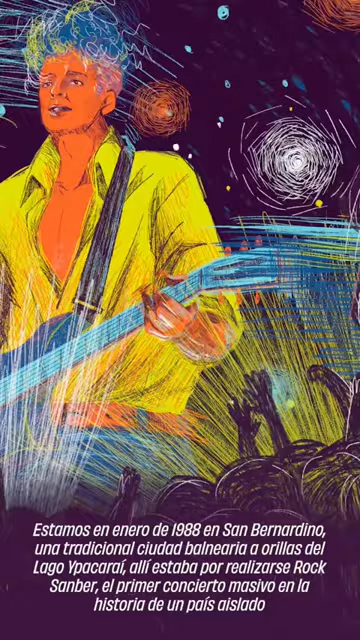 Estamos en enero de 1988 en San Bernardino,
una tradicional ciudad balnearia a orillas del
Lago Ypacaraí, allí estaba por realizarse Rock
Sanber, el primer concierto masivo en la
historia de un país aislado